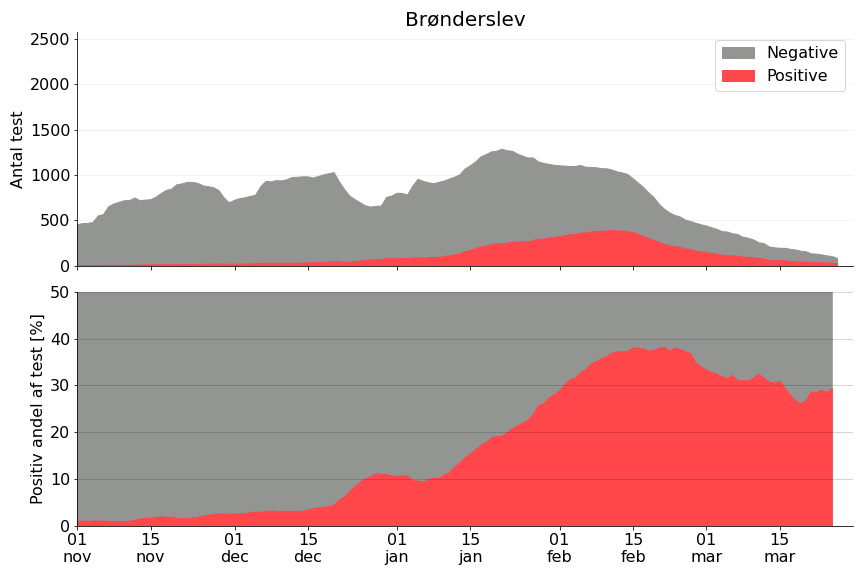 Brønderslev
2500
2000
1500
1000
500
0
Antal test
Negative
Positive
50
40
30
20
10
0
Positiv andel af test [%]
01 15 01 15 01 15 01 15 01 15
nov nov dec dec jan jan feb feb mar mar